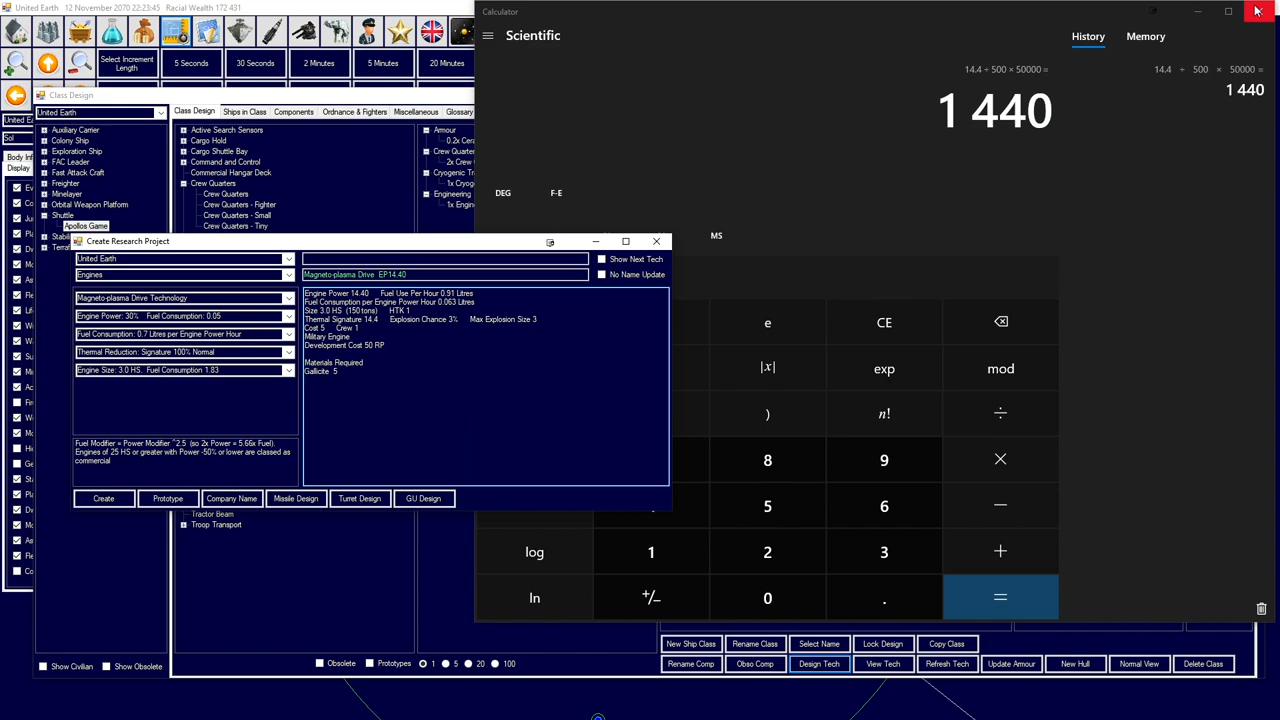 United Earth   12 November 2070 22:23:45   Racial Wealth 172 431
Select Increment Length
5 Seconds
30 Seconds
2 Minutes
5 Minutes
20 Minutes
Class Design
United Earth
Auxiliary Carrier
Colony Ship
Exploration Ship
FAC Leader
Fast Attack Craft
Freighter
Minelayer
Orbital Weapon Platform
Shuttle
Apollos Game
Class Design
Ships in Class
Components
Ordnance & Fighters
Miscellaneous
Glossary
Active Search Sensors
Cargo Hold
Cargo Shuttle Bay
Command and Control
Commercial Hangar Deck
Crew Quarters
Crew Quarters
Crew Quarters - Fighter
Crew Quarters - Small
Crew Quarters - Tiny
Armour
Sol
Display
Create Research Project
United Earth
Engines
Magneto-plasma Drive Technology
Engine Power: 30%   Fuel Consumption: 0.05
Fuel Consumption: 0.7 Litres per Engine Power Hour
Thermal Reduction: Signature 100% Normal
Engine Size: 3.0 HS.  Fuel Consumption 1.83
Show Next Tech
No Name Update
Magneto-plasma Drive  EP14.40
Engine Power 14.40    Fuel Use Per Hour 0.91 Litres
Fuel Consumption per Engine Power Hour 0.063 Litres
Size 3.0 HS  (150 tons)    HTK 1
Thermal Signature 14.4    Explosion Chance 3%    Max Explosion Size 3
Cost 5    Crew 1
Military Engine
Development Cost 50 RP
Materials Required
Gallicite  5
Fuel Modifier = Power Modifier ^2.5  (so 2x Power = 5.66x Fuel).
Engines of 25 HS or greater with Power -50% or lower are classed as
commercial
Create
Prototype
Company Name
Missile Design
Turret Design
GU Design
Tractor Beam
Troop Transport
Show Civilian
Show Obsolete
Obsolete
Prototypes
1
5
20
100
New Ship Class
Rename Class
Select Name
Lock Design
Copy Class
Rename Comp
Obso Comp
Design Tech
View Tech
Refresh Tech
Update Armour
New Hull
Normal View
Delete Class
Calculator
Scientific
14.4 ÷ 500 × 50000 =
1 440
DEG
F-E
MS
History
Memory
14.4 ÷ 500 × 50000 =
1 440
e
CE
|x|
exp
mod
)
n!
÷
8
9
×
5
6
−
log
1
2
3
+
ln
+/−
0
.
=